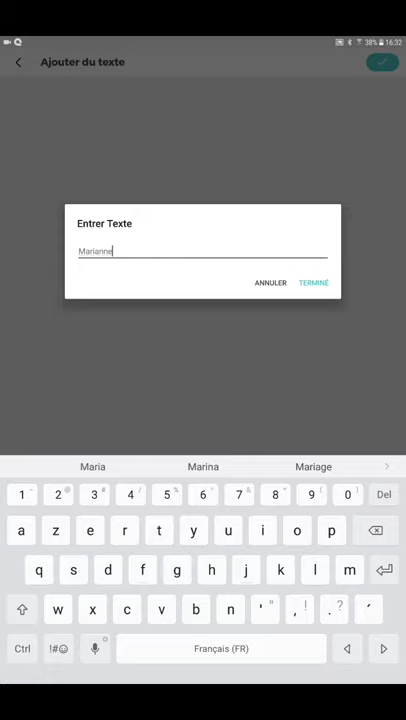 38% 16:32
Ajouter du texte
Entrer Texte
Marianne
ANNULER TERMINÉ
Maria Marina Mariage
1 2 @ 3 # 4 / 5 % 6 7 & 8 * 9 ( 0 ) Del
a z e r t y u i o p
q s d f g h j k l m
w x c v b n ' " , ! . ? ´
Ctrl !#☺ Français (FR)